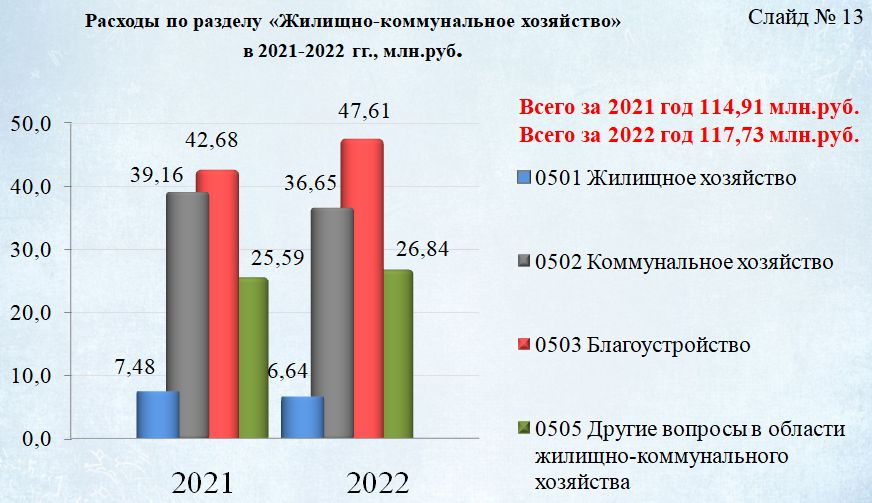 Слайд № 13
Расходы по разделу «Жилищно-коммунальное хозяйство»
в 2021-2022 гг., млн.руб.
Всего за 2021 год 114,91 млн.руб.
Всего за 2022 год 117,73 млн.руб.
50,0
40,0
30,0
20,0
10,0
0,0
7,48
39,16
42,68
25,59
6,64
36,65
47,61
26,84
2021
2022
0501 Жилищное хозяйство
0502 Коммунальное хозяйство
0503 Благоустройство
0505 Другие вопросы в области
жилищно-коммунального
хозяйства